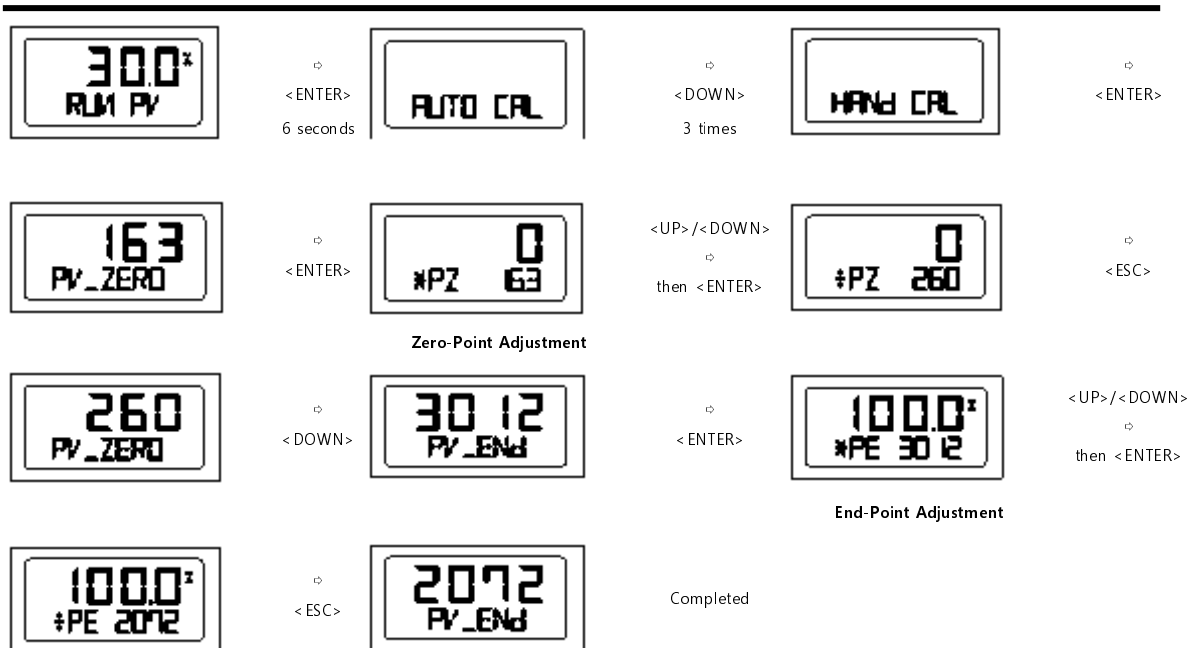 30.0%
RUN PV
⇨
<ENTER>
6 seconds
AUTO CAL
⇨
<DOWN>
3 times
HANd CAL
⇨
<ENTER>
163
PV_ZERO
⇨
<ENTER>
0
*PZ 163
<UP>/<DOWN>
⇨
then <ENTER>
0
‡PZ 260
⇨
<ESC>
Zero-Point Adjustment
260
PV_ZERO
⇨
<DOWN>
3012
PV_ENd
⇨
<ENTER>
100.0%
*PE 3012
<UP>/<DOWN>
⇨
then <ENTER>
End-Point Adjustment
100.0%
‡PE 2072
⇨
<ESC>
2072
PV_ENd
Completed